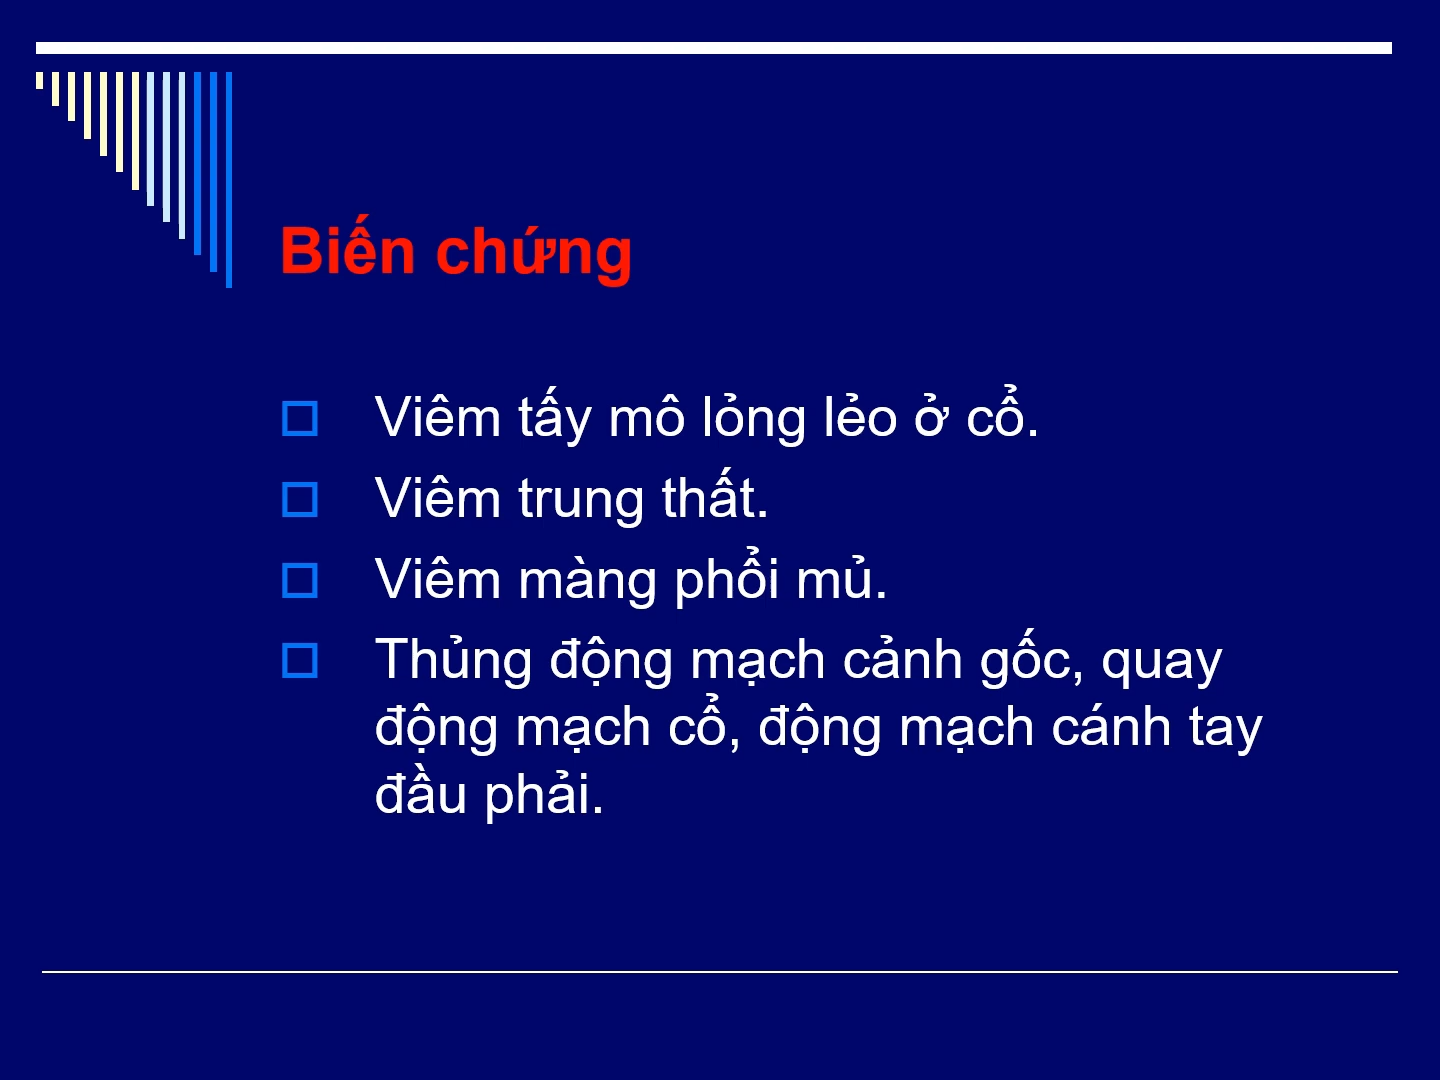 Biến chứng
Viêm tấy mô lỏng lẻo ở cổ.
Viêm trung thất.
Viêm màng phổi mủ.
Thủng động mạch cảnh gốc, quay
động mạch cổ, động mạch cánh tay
đầu phải.